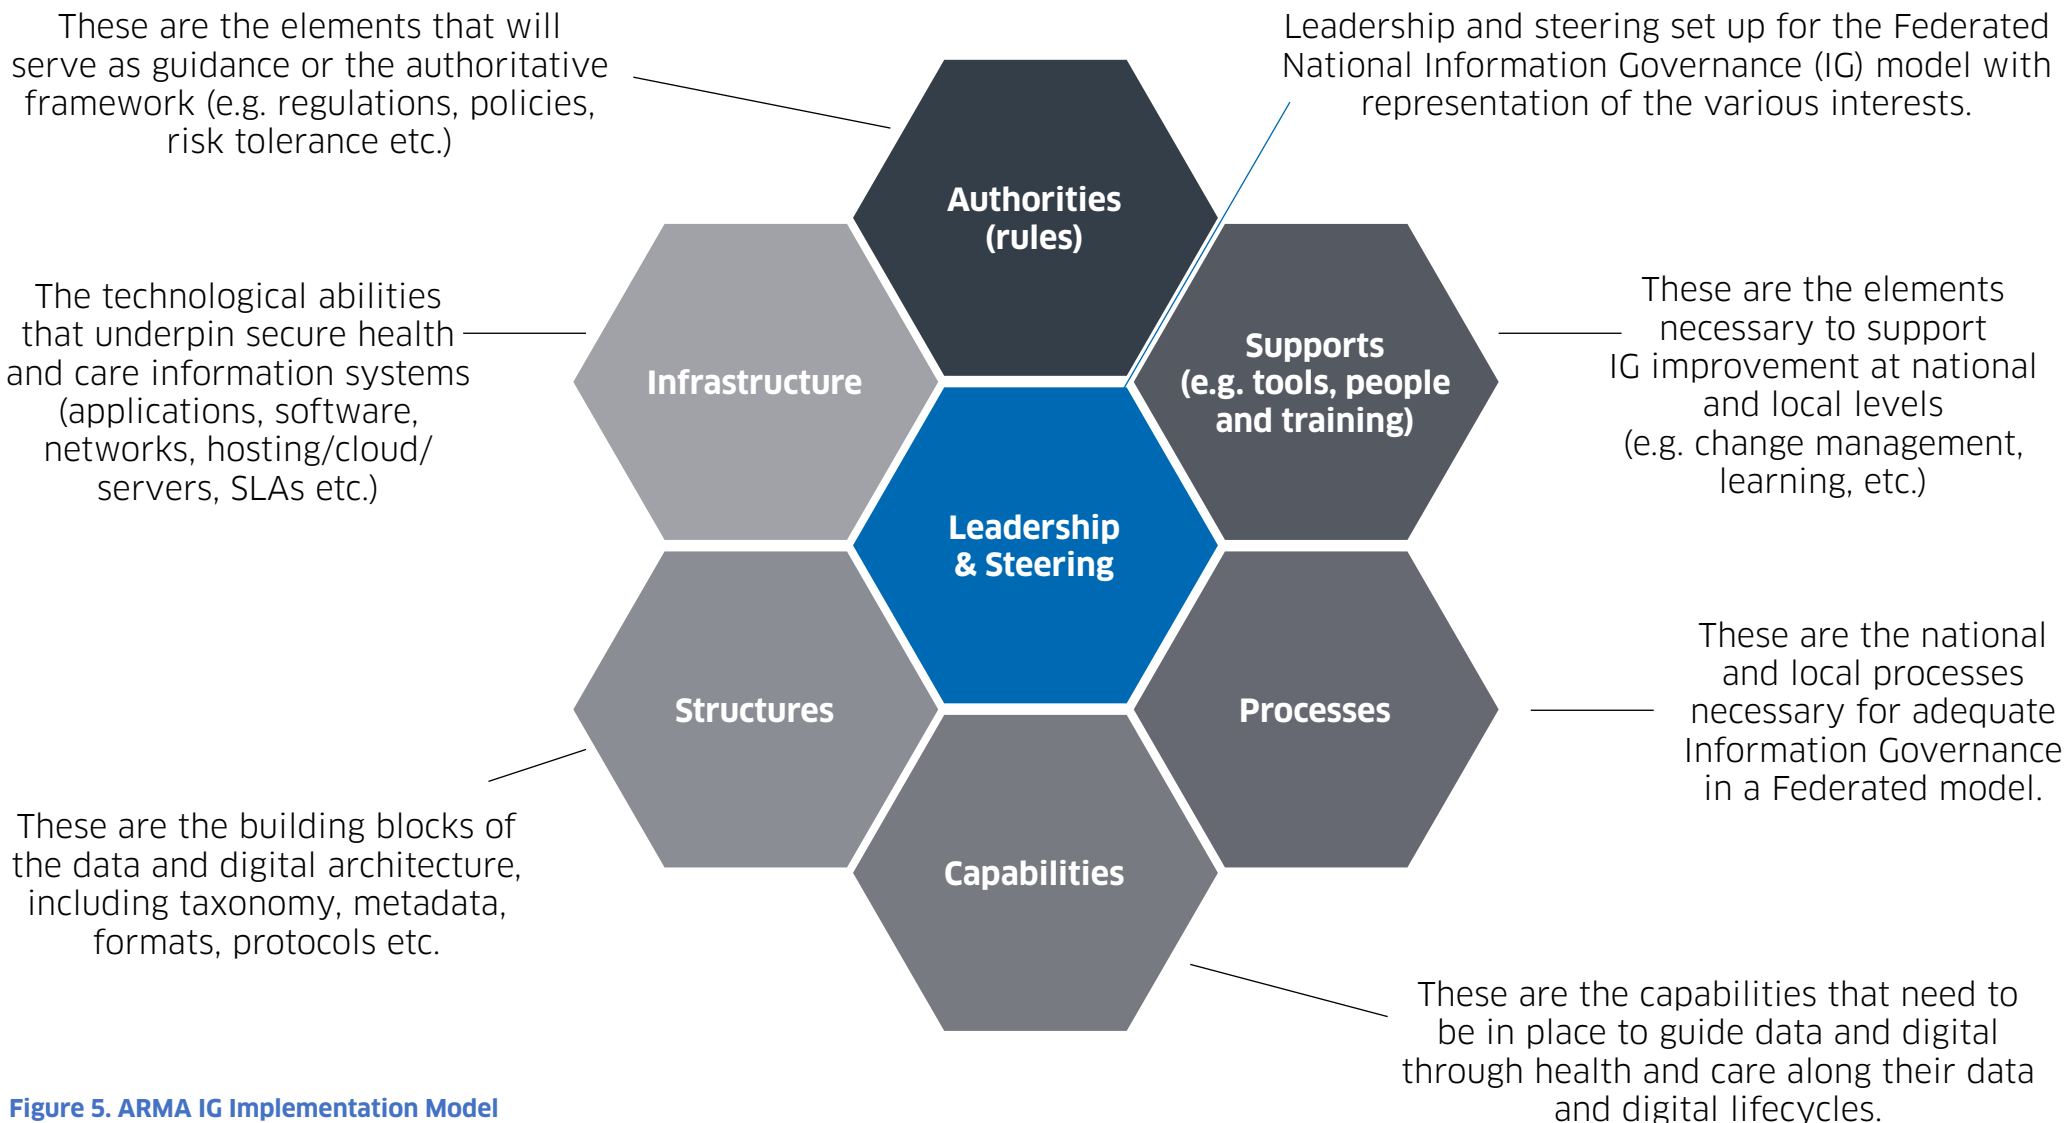 These are the elements that will
serve as guidance or the authoritative
framework (e.g. regulations, policies,
risk tolerance etc.)
Leadership and steering set up for the Federated
National Information Governance (IG) model with
representation of the various interests.
Authorities
(rules)
The technological abilities
that underpin secure health
and care information systems
(applications, software,
networks, hosting/cloud/
servers, SLAs etc.)
Infrastructure
Supports
(e.g. tools, people
and training)
These are the elements
necessary to support
IG improvement at national
and local levels
(e.g. change management,
learning, etc.)
Leadership
& Steering
Structures
Processes
These are the national
and local processes
necessary for adequate
Information Governance
in a Federated model.
These are the building blocks of
the data and digital architecture,
including taxonomy, metadata,
formats, protocols etc.
Capabilities
These are the capabilities that need to
be in place to guide data and digital
through health and care along their data
and digital lifecycles.
Figure 5. ARMA IG Implementation Model